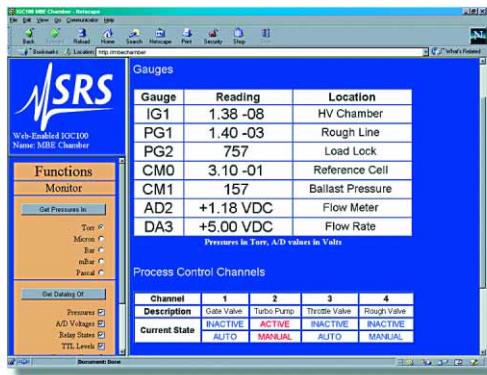 IGC100 MBE Chamber - Netscape
File Edit View Go Communicator Help
Back Reload Home Search Netscape Print Security Stop
Bookmarks Location: http://mbechamber What's Related
SRS
Web-Enabled IGC100
Name: MBE Chamber
Functions
Monitor
Get Pressures In
Torr
Micron
Bar
mBar
Pascal
Get Datalog Of
Pressures
A/D Voltages
Relay States
TTL Levels
Gauges
Gauge Reading Location
IG1 1.38 -08 HV Chamber
PG1 1.40 -03 Rough Line
PG2 757 Load Lock
CM0 3.10 -01 Reference Cell
CM1 157 Ballast Pressure
AD2 +1.18 VDC Flow Meter
DA3 +5.00 VDC Flow Rate
Pressures in Torr, A/D values in Volts
Process Control Channels
Channel 1 2 3 4
Description Gate Valve Turbo Pump Throttle Valve Rough Valve
Current State INACTIVE ACTIVE INACTIVE INACTIVE
AUTO MANUAL AUTO MANUAL
Document: Done